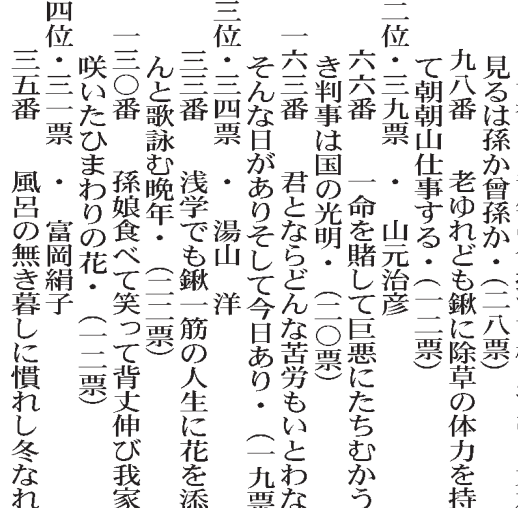 見るは孫か曾孫か・（二八票）
九八番　老ゆれども鍬に除草の体力を持
て朝朝山仕事する・（一二票）
二位・三九票　・　山元治彦
六六番　一命を賭して巨悪にたちむかう
き判事は国の光明・（二〇票）
一六三番　君とならどんな苦労もいとわな
そんな日がありそして今日あり・（一九票
三位・三四票　・　湯山　洋
三三番　浅学でも鍬一筋の人生に花を添
んと歌詠む晩年・（二二票）
一三〇番　孫娘食べて笑って背丈伸び我家
咲いたひまわりの花・（一二票）
四位・三一票　・　富岡絹子
三五番　風呂の無き暮しに慣れし冬なれ